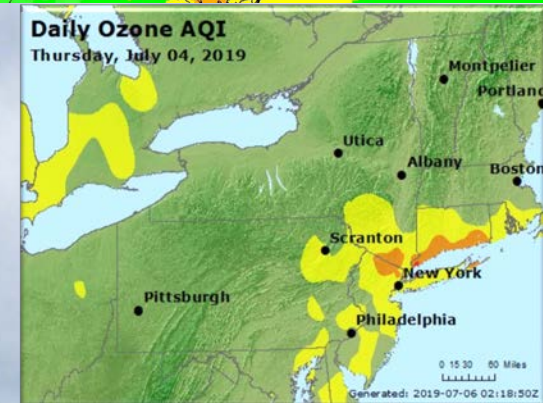 Daily Ozone AQI
Thursday, July 04, 2019
Montpelier
Portland
Utica
Albany
Boston
Scranton
New York
Pittsburgh
Philadelphia
0 15 30 60 Miles
Generated: 2019-07-06 02:18:50Z